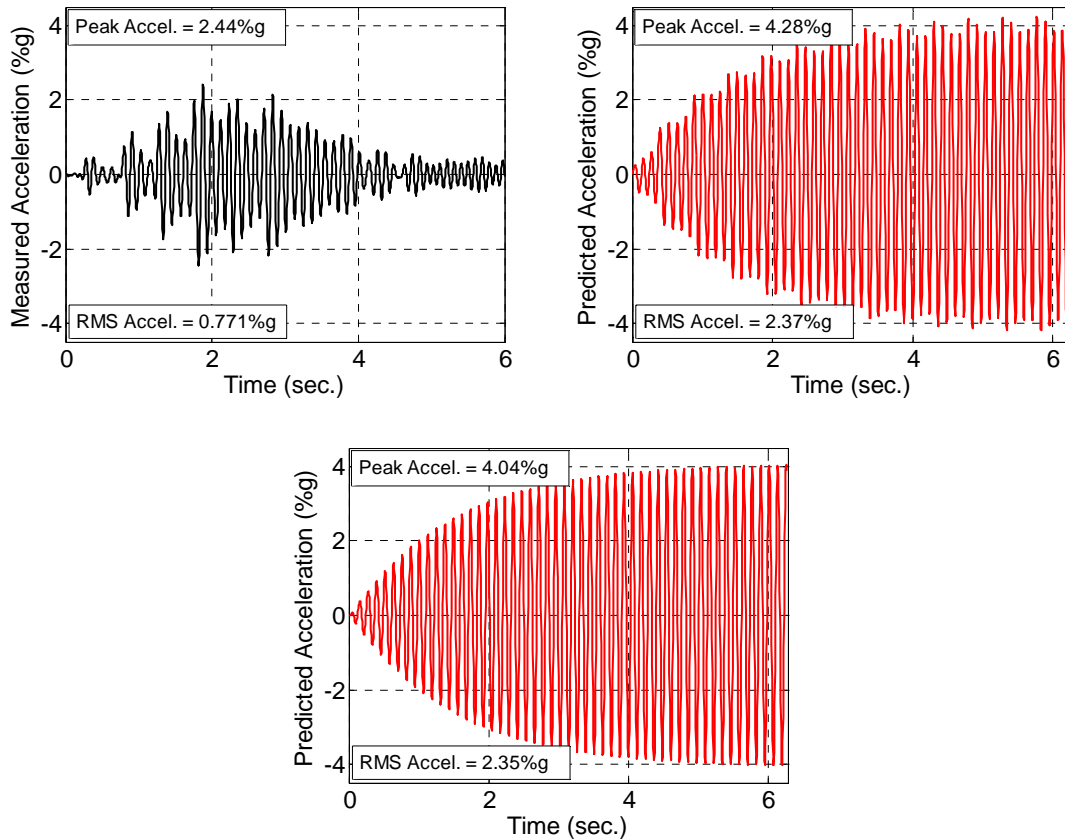 Peak Accel. = 2.44%g
4
2
0
-2
-4
Measured Acceleration (%g)
RMS Accel. = 0.771%g
0 2 4 6
Time (sec.)
Peak Accel. = 4.28%g
4
2
0
-2
-4
Predicted Acceleration (%g)
RMS Accel. = 2.37%g
0 2 4 6
Time (sec.)
Peak Accel. = 4.04%g
4
2
0
-2
-4
Predicted Acceleration (%g)
RMS Accel. = 2.35%g
0 2 4 6
Time (sec.)